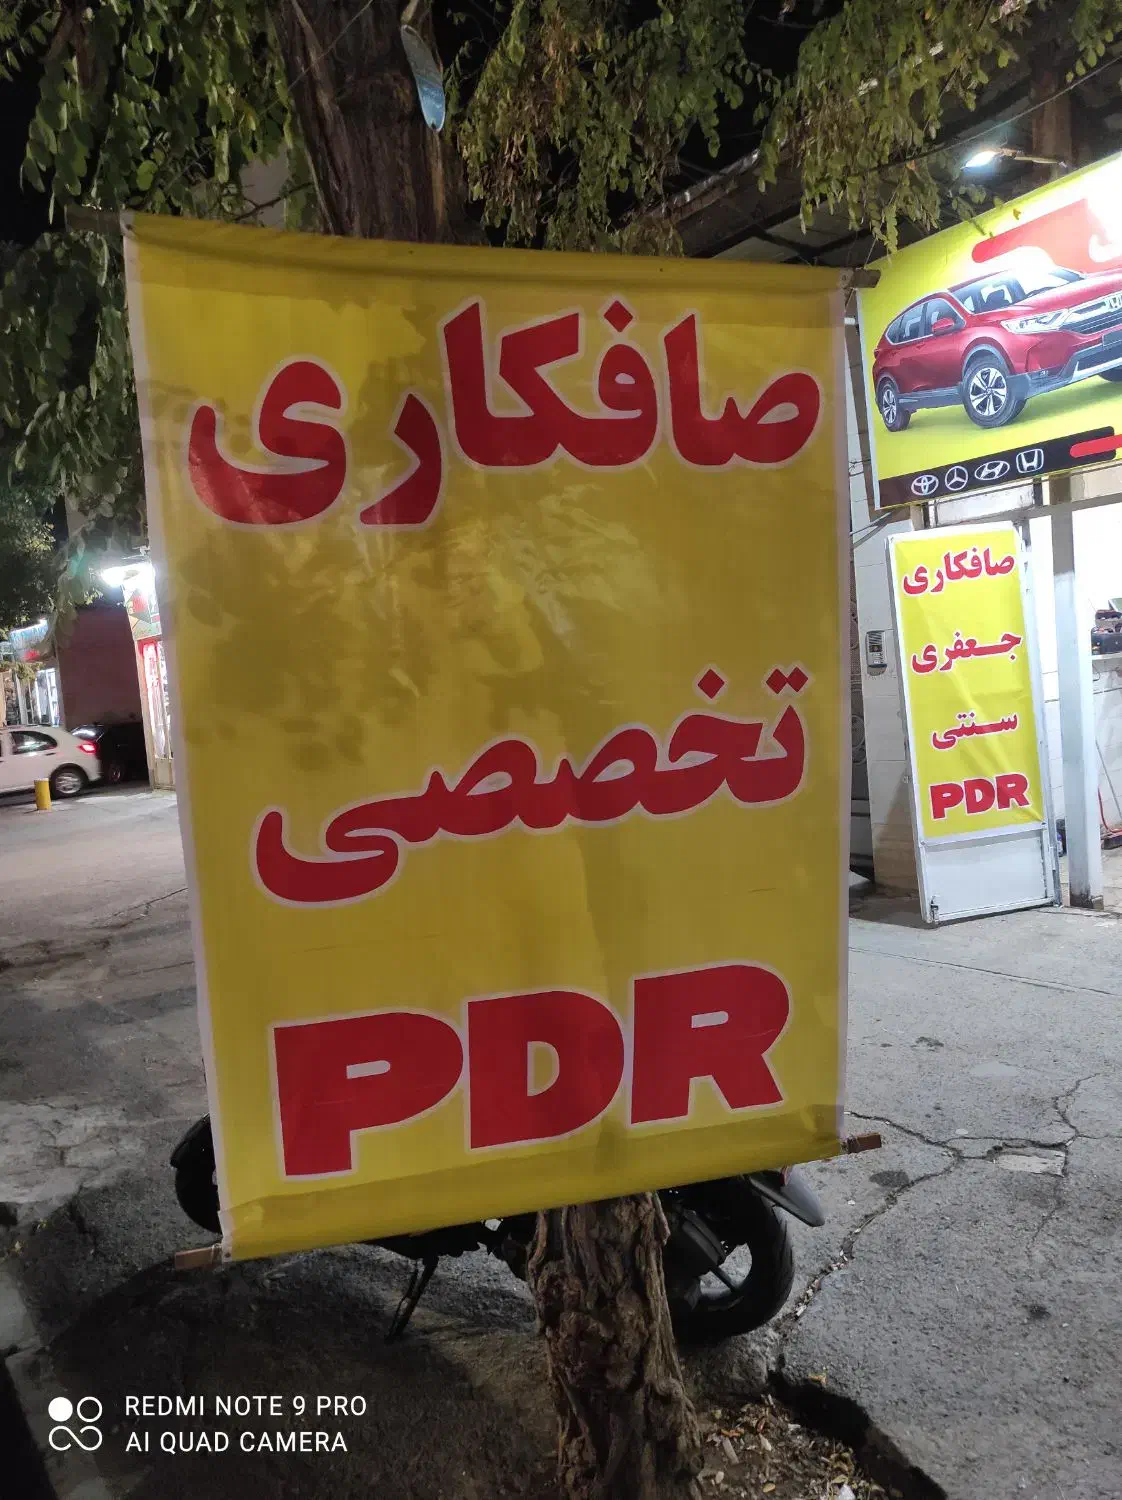 صافکاری
تخصصی
PDR
صافکاری
جعفری
سنتی
PDR
REDMI NOTE 9 PRO
AI QUAD CAMERA